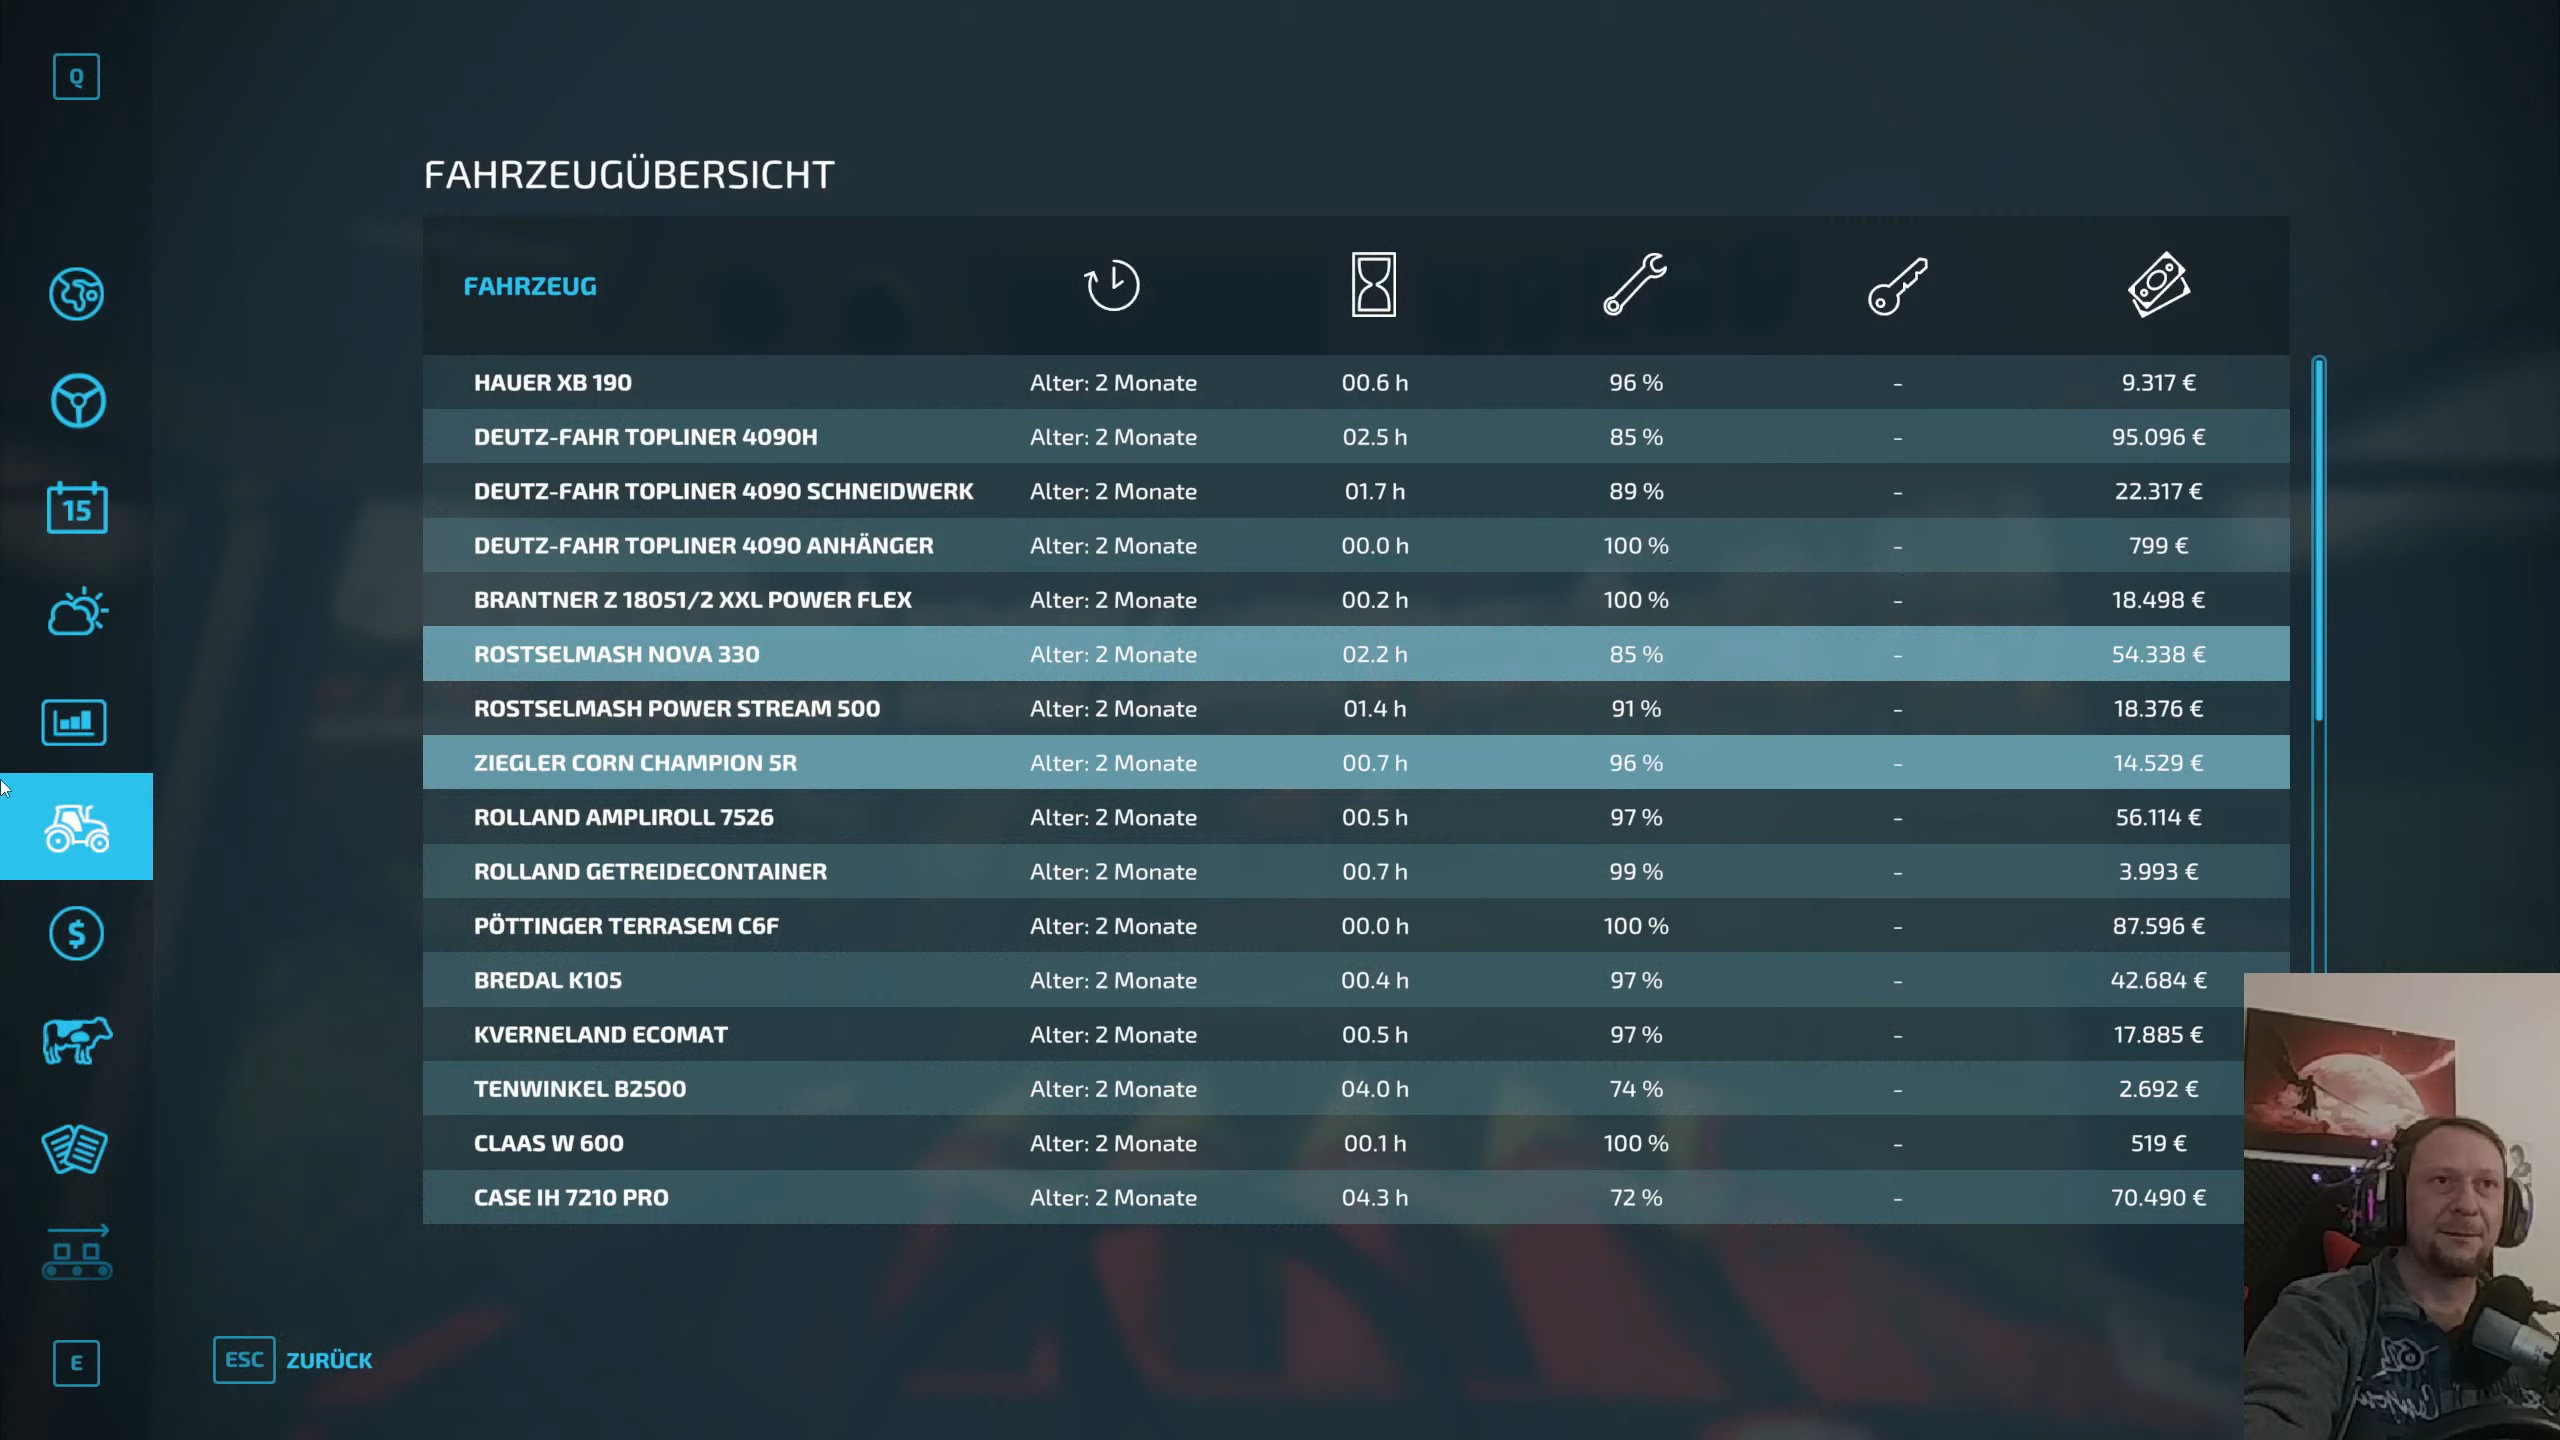 Q
FAHRZEUGÜBERSICHT
FAHRZEUG
HAUER XB 190 Alter: 2 Monate 00.6 h 96 % - 9.317 €
DEUTZ-FAHR TOPLINER 4090H Alter: 2 Monate 02.5 h 85 % - 95.096 €
DEUTZ-FAHR TOPLINER 4090 SCHNEIDWERK Alter: 2 Monate 01.7 h 89 % - 22.317 €
DEUTZ-FAHR TOPLINER 4090 ANHÄNGER Alter: 2 Monate 00.0 h 100 % - 799 €
BRANTNER Z 18051/2 XXL POWER FLEX Alter: 2 Monate 00.2 h 100 % - 18.498 €
ROSTSELMASH NOVA 330 Alter: 2 Monate 02.2 h 85 % - 54.338 €
ROSTSELMASH POWER STREAM 500 Alter: 2 Monate 01.4 h 91 % - 18.376 €
ZIEGLER CORN CHAMPION 5R Alter: 2 Monate 00.7 h 96 % - 14.529 €
ROLLAND AMPLIROLL 7526 Alter: 2 Monate 00.5 h 97 % - 56.114 €
ROLLAND GETREIDECONTAINER Alter: 2 Monate 00.7 h 99 % - 3.993 €
PÖTTINGER TERRASEM C6F Alter: 2 Monate 00.0 h 100 % - 87.596 €
BREDAL K105 Alter: 2 Monate 00.4 h 97 % - 42.684 €
KVERNELAND ECOMAT Alter: 2 Monate 00.5 h 97 % - 17.885 €
TENWINKEL B2500 Alter: 2 Monate 04.0 h 74 % - 2.692 €
CLAAS W 600 Alter: 2 Monate 00.1 h 100 % - 519 €
CASE IH 7210 PRO Alter: 2 Monate 04.3 h 72 % - 70.490 €
15
$
E
ESC ZURÜCK